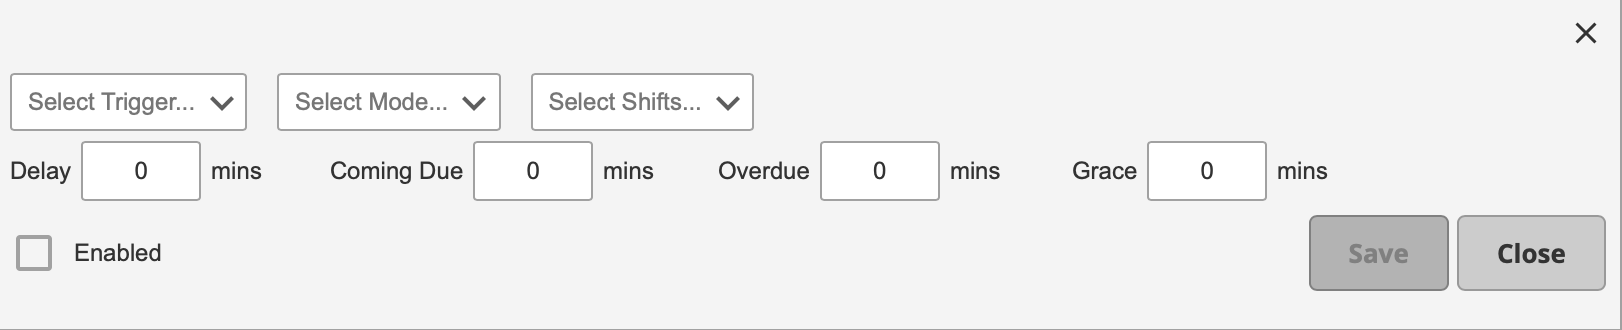 Select Trigger... Select Mode... Select Shifts...
Delay 0 mins Coming Due 0 mins Overdue 0 mins Grace 0 mins
Enabled Save Close